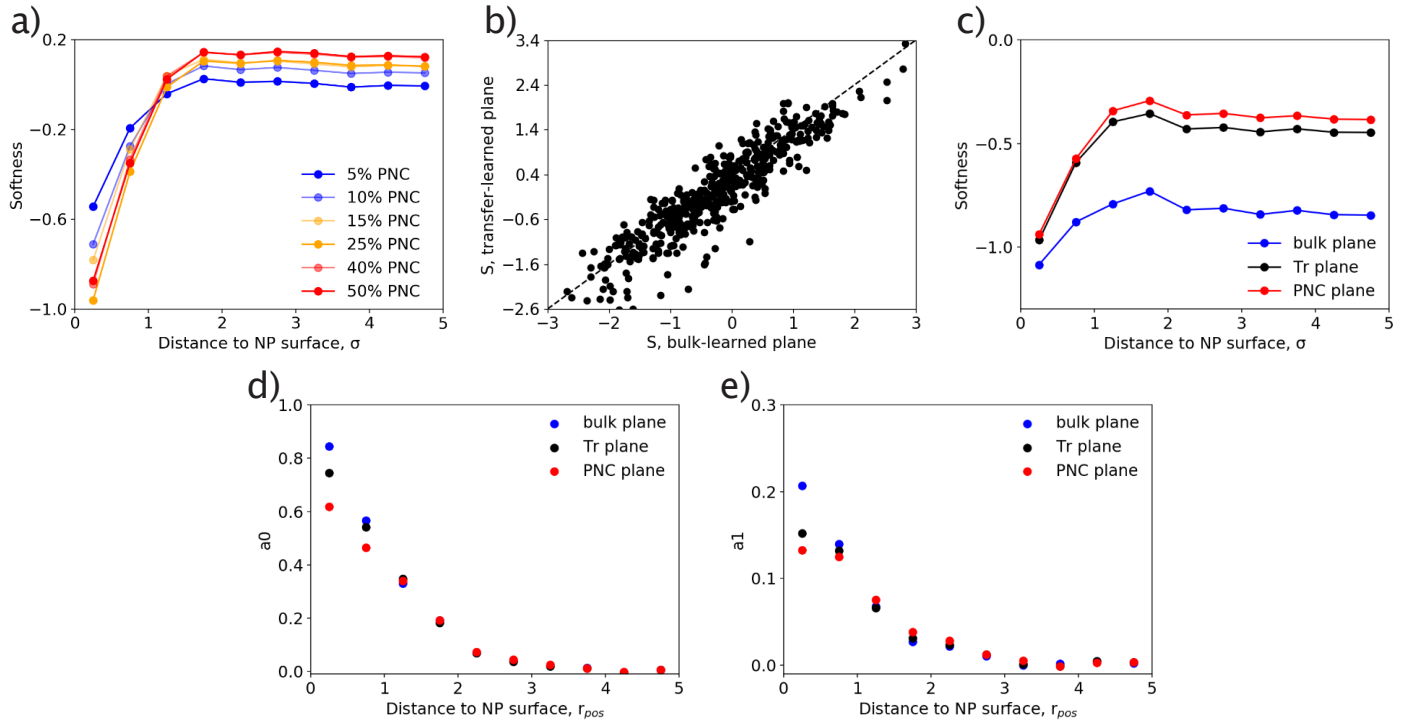 a)
0.2
−0.2
−0.6
−1.0
Softness
0
1
2
3
4
5
Distance to NP surface, σ
5% PNC
10% PNC
15% PNC
25% PNC
40% PNC
50% PNC
b)
3.4
2.4
1.4
0.4
−0.6
−1.6
−2.6
S, transfer-learned plane
−3
−2
−1
0
1
2
3
S, bulk-learned plane
c)
0.0
−0.5
−1.0
Softness
0
1
2
3
4
5
Distance to NP surface, σ
bulk plane
Tr plane
PNC plane
d)
1.0
0.8
0.6
0.4
0.2
0.0
a0
0
1
2
3
4
5
Distance to NP surface, r_pos
bulk plane
Tr plane
PNC plane
e)
0.3
0.2
0.1
0.0
a1
0
1
2
3
4
5
Distance to NP surface, r_pos
bulk plane
Tr plane
PNC plane